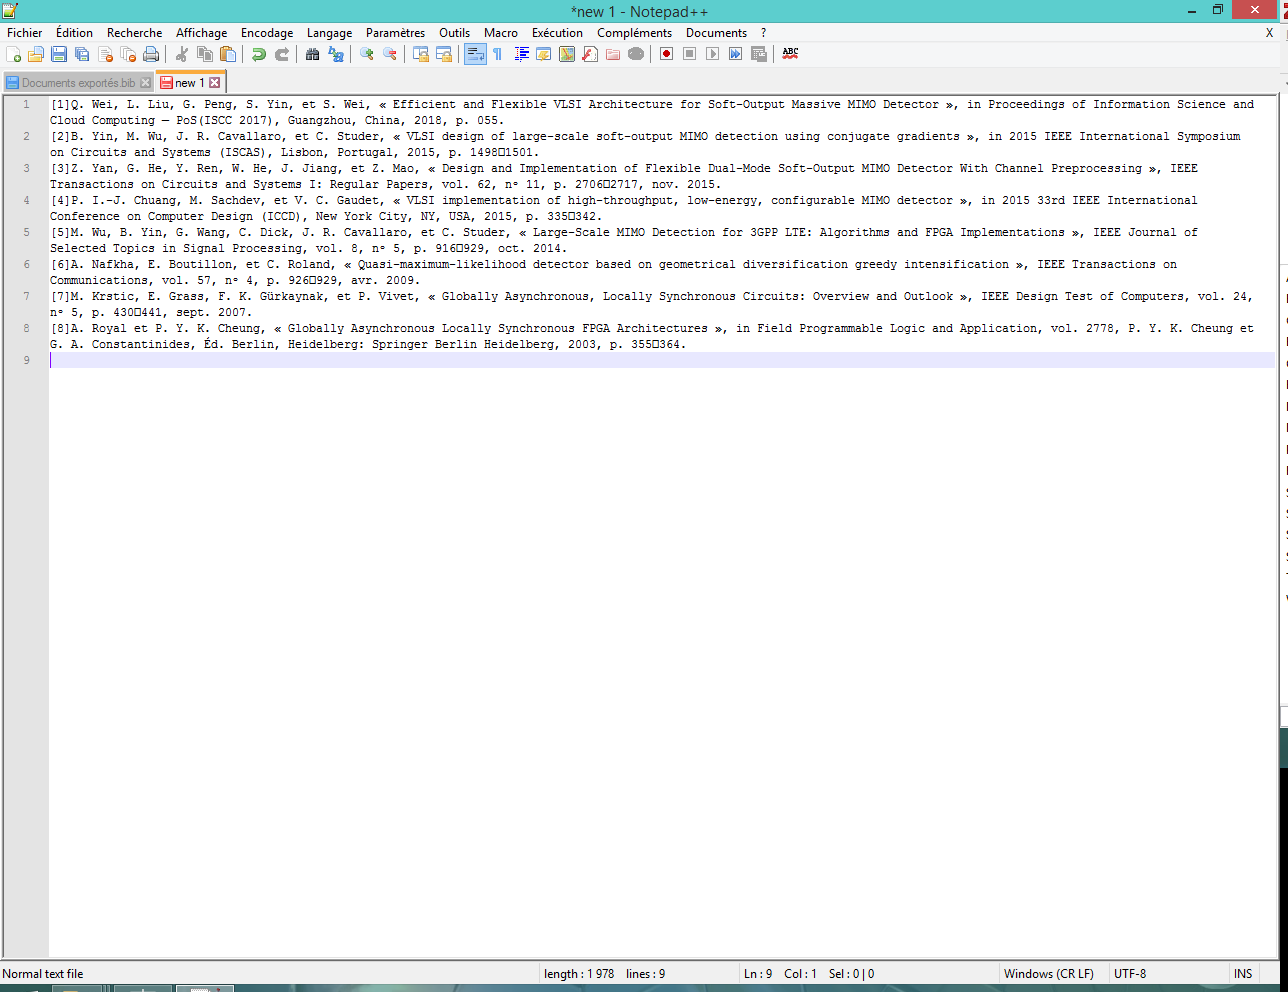 *new 1 - Notepad++
Fichier Édition Recherche Affichage Encodage Langage Paramètres Outils Macro Exécution Compléments Documents ? X
Documents exportés.bib new 1
1 [1]Q. Wei, L. Liu, G. Peng, S. Yin, et S. Wei, « Efficient and Flexible VLSI Architecture for Soft-Output Massive MIMO Detector », in Proceedings of Information Science and
Cloud Computing — PoS(ISCC 2017), Guangzhou, China, 2018, p. 055.
2 [2]B. Yin, M. Wu, J. R. Cavallaro, et C. Studer, « VLSI design of large-scale soft-output MIMO detection using conjugate gradients », in 2015 IEEE International Symposium
on Circuits and Systems (ISCAS), Lisbon, Portugal, 2015, p. 1498□1501.
3 [3]Z. Yan, G. He, Y. Ren, W. He, J. Jiang, et Z. Mao, « Design and Implementation of Flexible Dual-Mode Soft-Output MIMO Detector With Channel Preprocessing », IEEE
Transactions on Circuits and Systems I: Regular Papers, vol. 62, nᵒ 11, p. 2706□2717, nov. 2015.
4 [4]P. I.-J. Chuang, M. Sachdev, et V. C. Gaudet, « VLSI implementation of high-throughput, low-energy, configurable MIMO detector », in 2015 33rd IEEE International
Conference on Computer Design (ICCD), New York City, NY, USA, 2015, p. 335□342.
5 [5]M. Wu, B. Yin, G. Wang, C. Dick, J. R. Cavallaro, et C. Studer, « Large-Scale MIMO Detection for 3GPP LTE: Algorithms and FPGA Implementations », IEEE Journal of
Selected Topics in Signal Processing, vol. 8, nᵒ 5, p. 916□929, oct. 2014.
6 [6]A. Nafkha, E. Boutillon, et C. Roland, « Quasi-maximum-likelihood detector based on geometrical diversification greedy intensification », IEEE Transactions on
Communications, vol. 57, nᵒ 4, p. 926□929, avr. 2009.
7 [7]M. Krstic, E. Grass, F. K. Gürkaynak, et P. Vivet, « Globally Asynchronous, Locally Synchronous Circuits: Overview and Outlook », IEEE Design Test of Computers, vol. 24,
nᵒ 5, p. 430□441, sept. 2007.
8 [8]A. Royal et P. Y. K. Cheung, « Globally Asynchronous Locally Synchronous FPGA Architectures », in Field Programmable Logic and Application, vol. 2778, P. Y. K. Cheung et
G. A. Constantinides, Éd. Berlin, Heidelberg: Springer Berlin Heidelberg, 2003, p. 355□364.
9
Normal text file length : 1 978 lines : 9 Ln : 9 Col : 1 Sel : 0 | 0 Windows (CR LF) UTF-8 INS